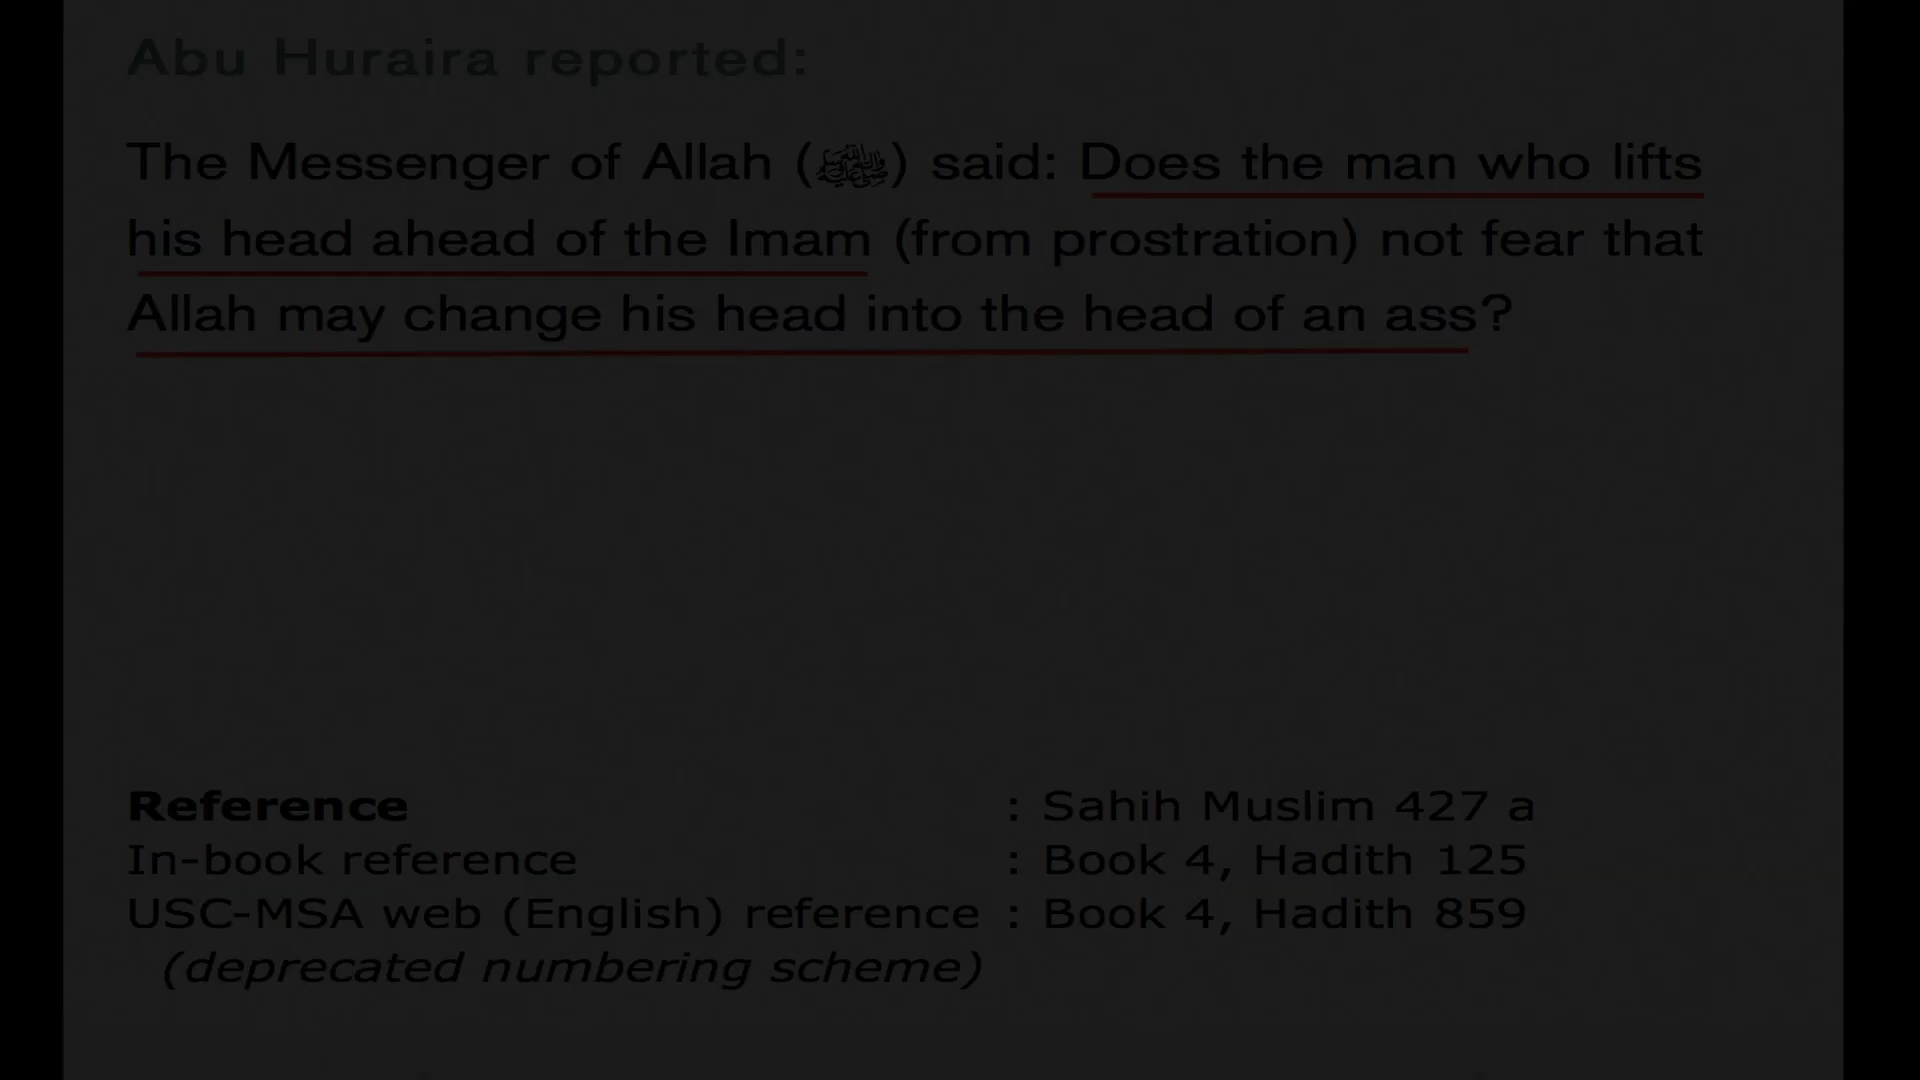 Abu Huraira reported:
The Messenger of Allah (ﷺ) said: Does the man who lifts
his head ahead of the Imam (from prostration) not fear that
Allah may change his head into the head of an ass?
Reference : Sahih Muslim 427 a
In-book reference : Book 4, Hadith 125
USC-MSA web (English) reference : Book 4, Hadith 859
(deprecated numbering scheme)